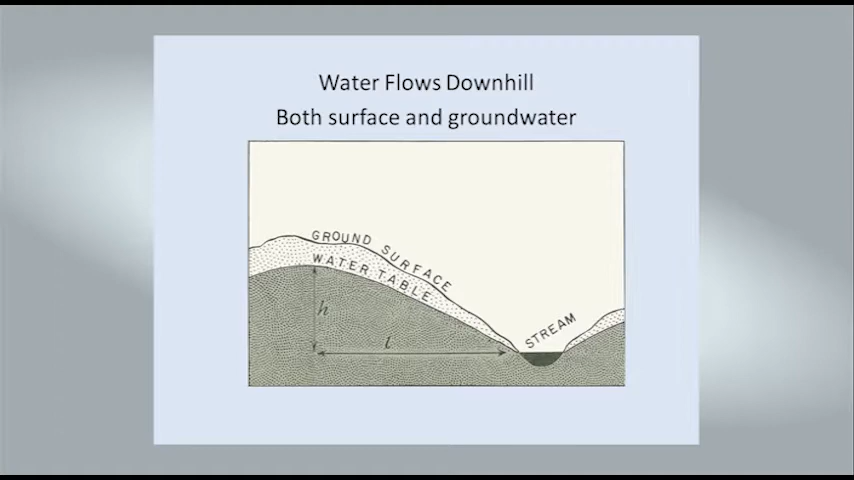 Water Flows Downhill
Both surface and groundwater
GROUND SURFACE
WATER TABLE
h
l
STREAM